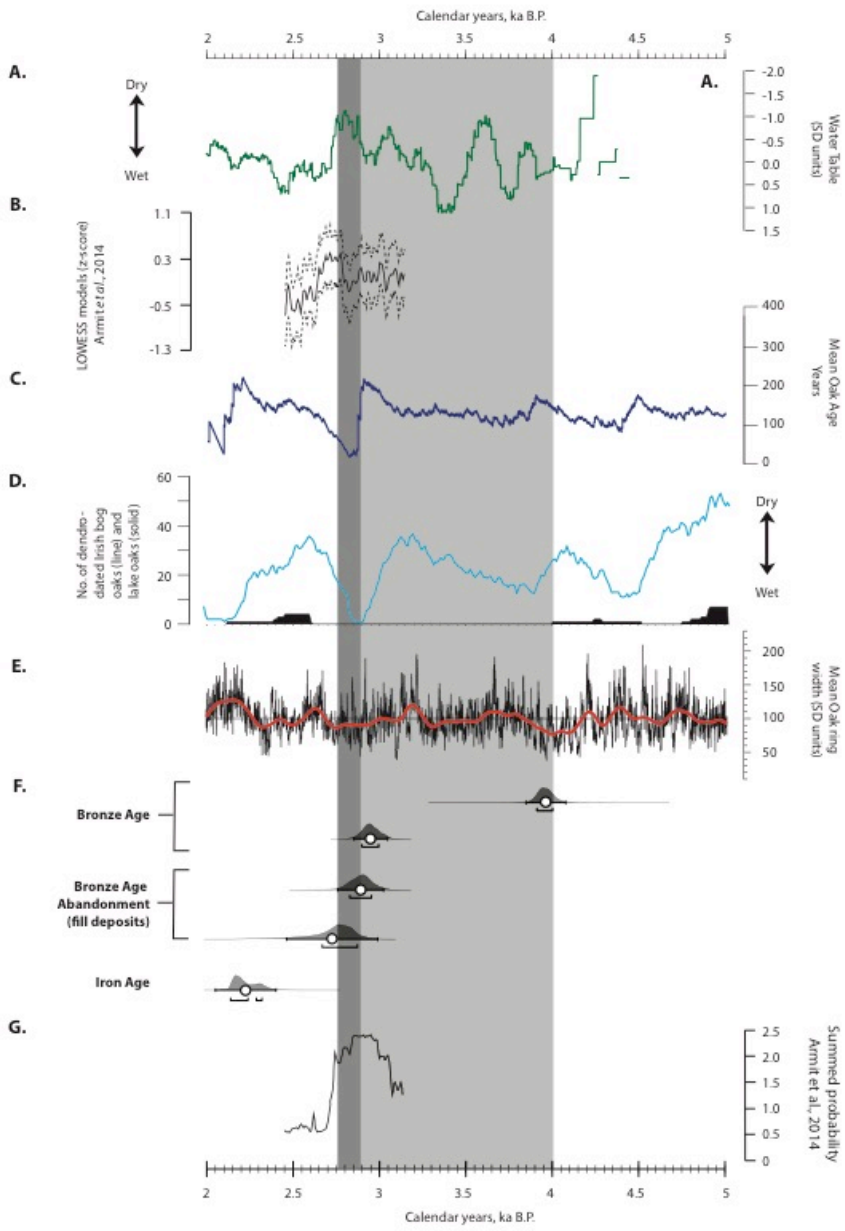 Calendar years, ka B.P.
2 2.5 3 3.5 4 4.5 5
A.
A.
Dry
Wet
-2.0
-1.5
-1.0
-0.5
0.0
0.5
1.0
1.5
Water Table
(SD units)
B.
1.1
0.3
-0.5
-1.3
LOWESS models (z-score)
Armit et al., 2014
400
300
200
100
0
Mean Oak Age
Years
C.
D.
60
40
20
0
No. of dendro-
dated Irish bog
oaks (line) and
lake oaks (solid)
Dry
Wet
E.
200
150
100
50
Mean Oak ring
width (SD units)
F.
Bronze Age
Bronze Age
Abandonment
(fill deposits)
Iron Age
G.
2.5
2.0
1.5
1.0
0.5
0
Summed probability
Armit et al., 2014
2 2.5 3 3.5 4 4.5 5
Calendar years, ka B.P.